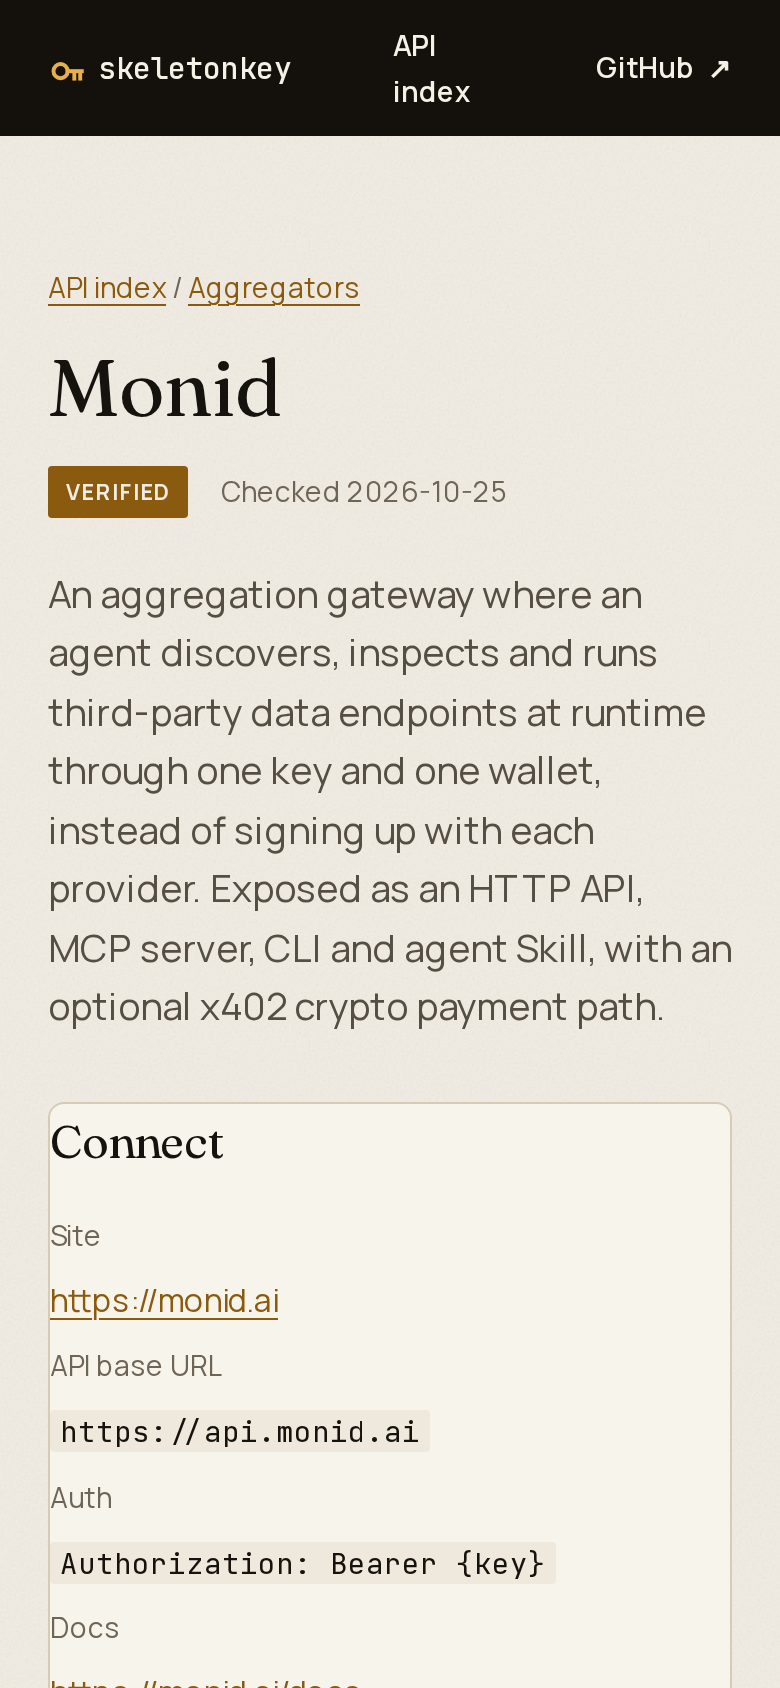 skeletonkey
API
index
GitHub ↗
API index / Aggregators
Monid
VERIFIED
Checked 2026-10-25
An aggregation gateway where an
agent discovers, inspects and runs
third-party data endpoints at runtime
through one key and one wallet,
instead of signing up with each
provider. Exposed as an HTTP API,
MCP server, CLI and agent Skill, with an
optional x402 crypto payment path.
Connect
Site
https://monid.ai
API base URL
https://api.monid.ai
Auth
Authorization: Bearer {key}
Docs
https://monid.ai/docs